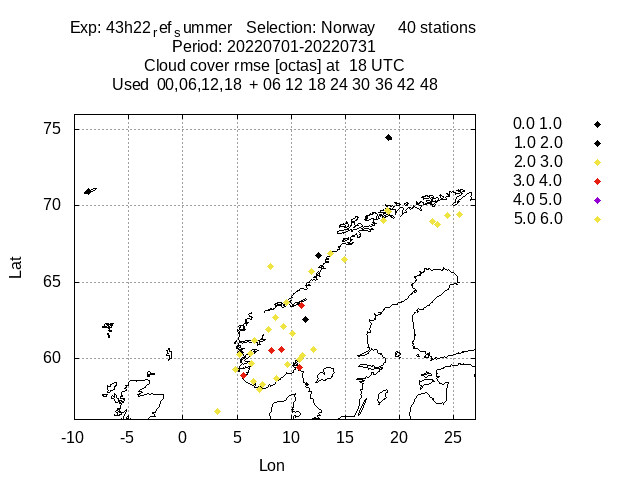 Exp: 43h22refsummer Selection: Norway 40 stations
Period: 20220701-20220731
Cloud cover rmse [octas] at 18 UTC
Used 00,06,12,18 + 06 12 18 24 30 36 42 48
75
70
65
60
Lat
-10 -5 0 5 10 15 20 25
Lon
0.0 1.0
1.0 2.0
2.0 3.0
3.0 4.0
4.0 5.0
5.0 6.0